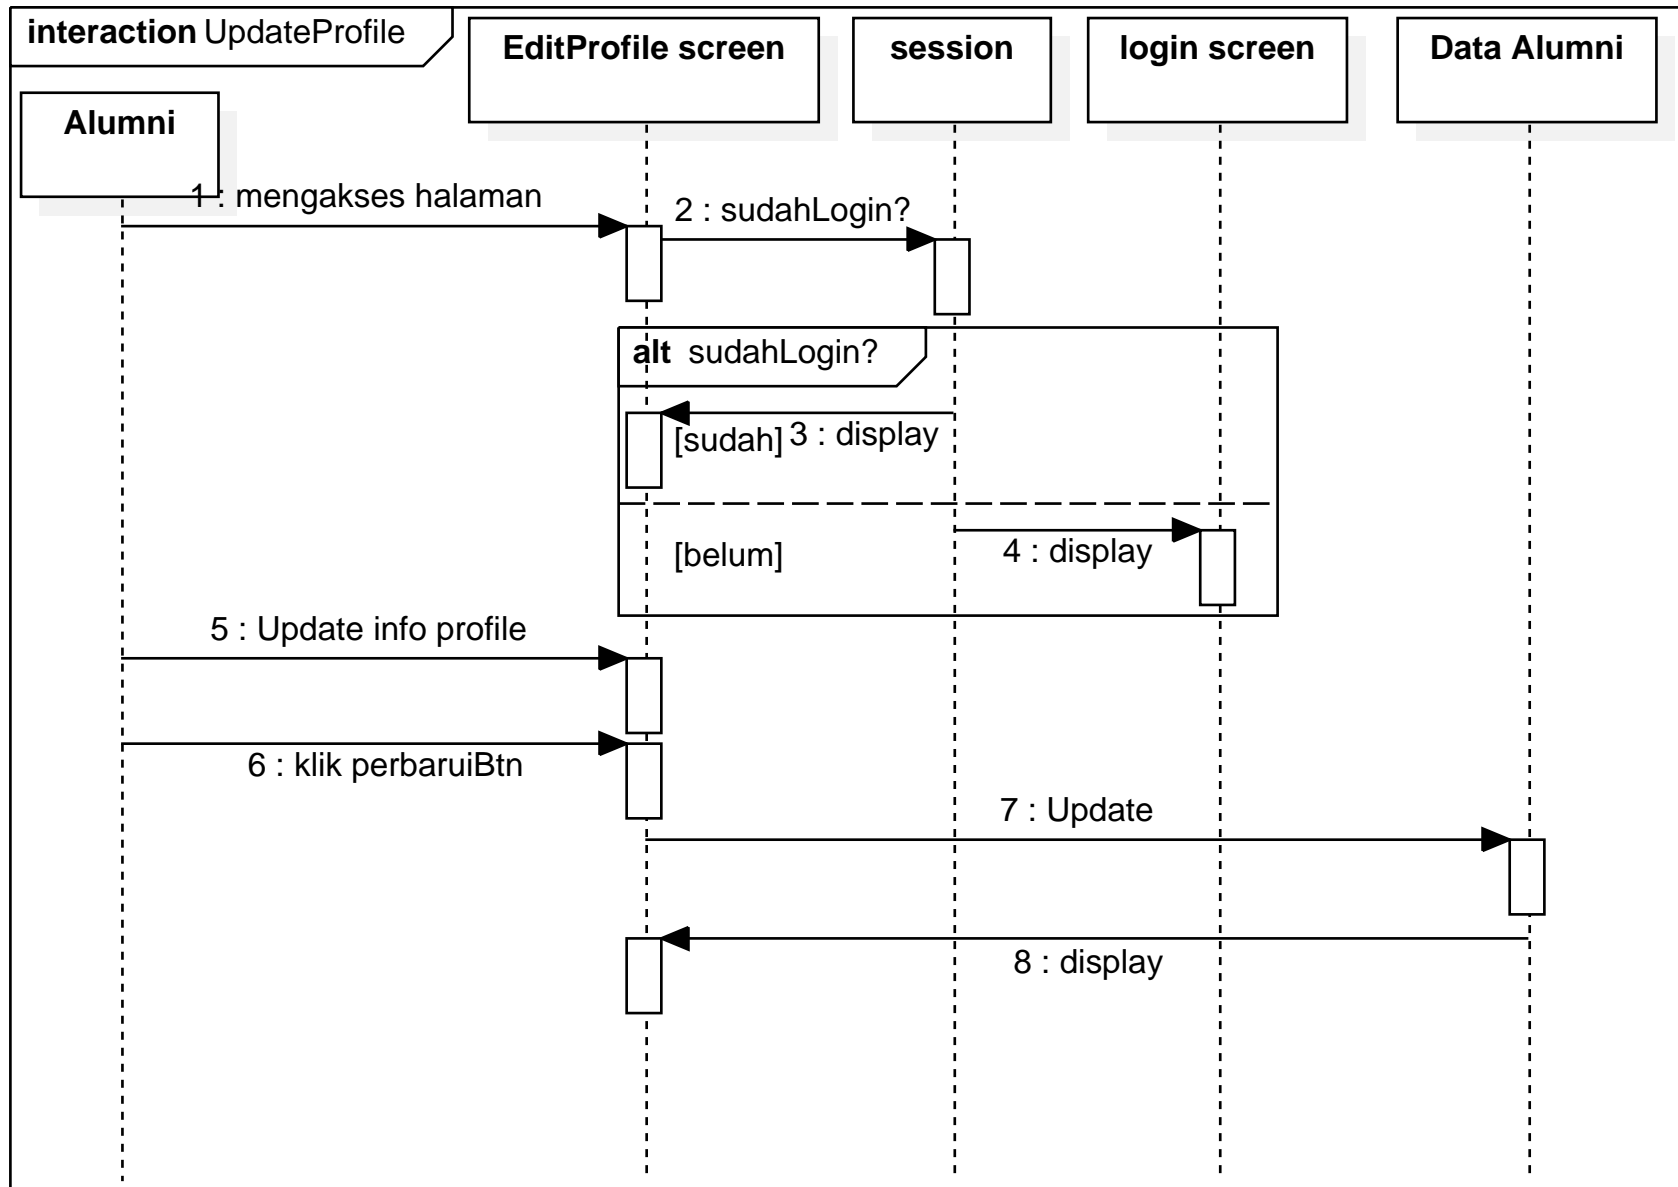 interaction UpdateProfile
EditProfile screen
session
login screen
Data Alumni
Alumni
1 : mengakses halaman
2 : sudahLogin?
alt sudahLogin?
[sudah]
3 : display
[belum]
4 : display
5 : Update info profile
6 : klik perbaruiBtn
7 : Update
8 : display